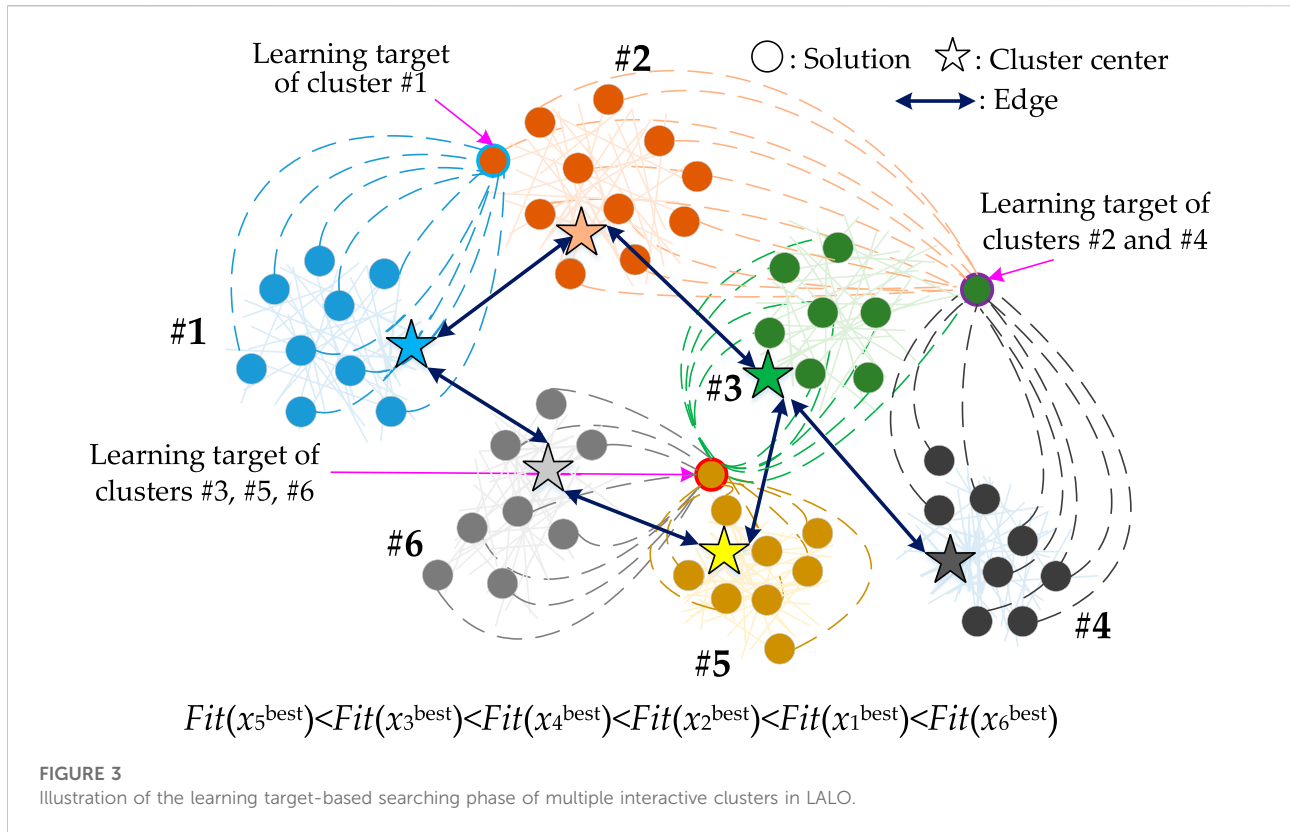 Learning target
of cluster #1
#2
: Solution
: Cluster center
: Edge
Learning target of
clusters #2 and #4
#1
#3
Learning target of
clusters #3, #5, #6
#6
#5
#4
Fit(x5best)<Fit(x3best)<Fit(x4best)<Fit(x2best)<Fit(x1best)<Fit(x6best)
FIGURE 3
Illustration of the learning target-based searching phase of multiple interactive clusters in LALO.